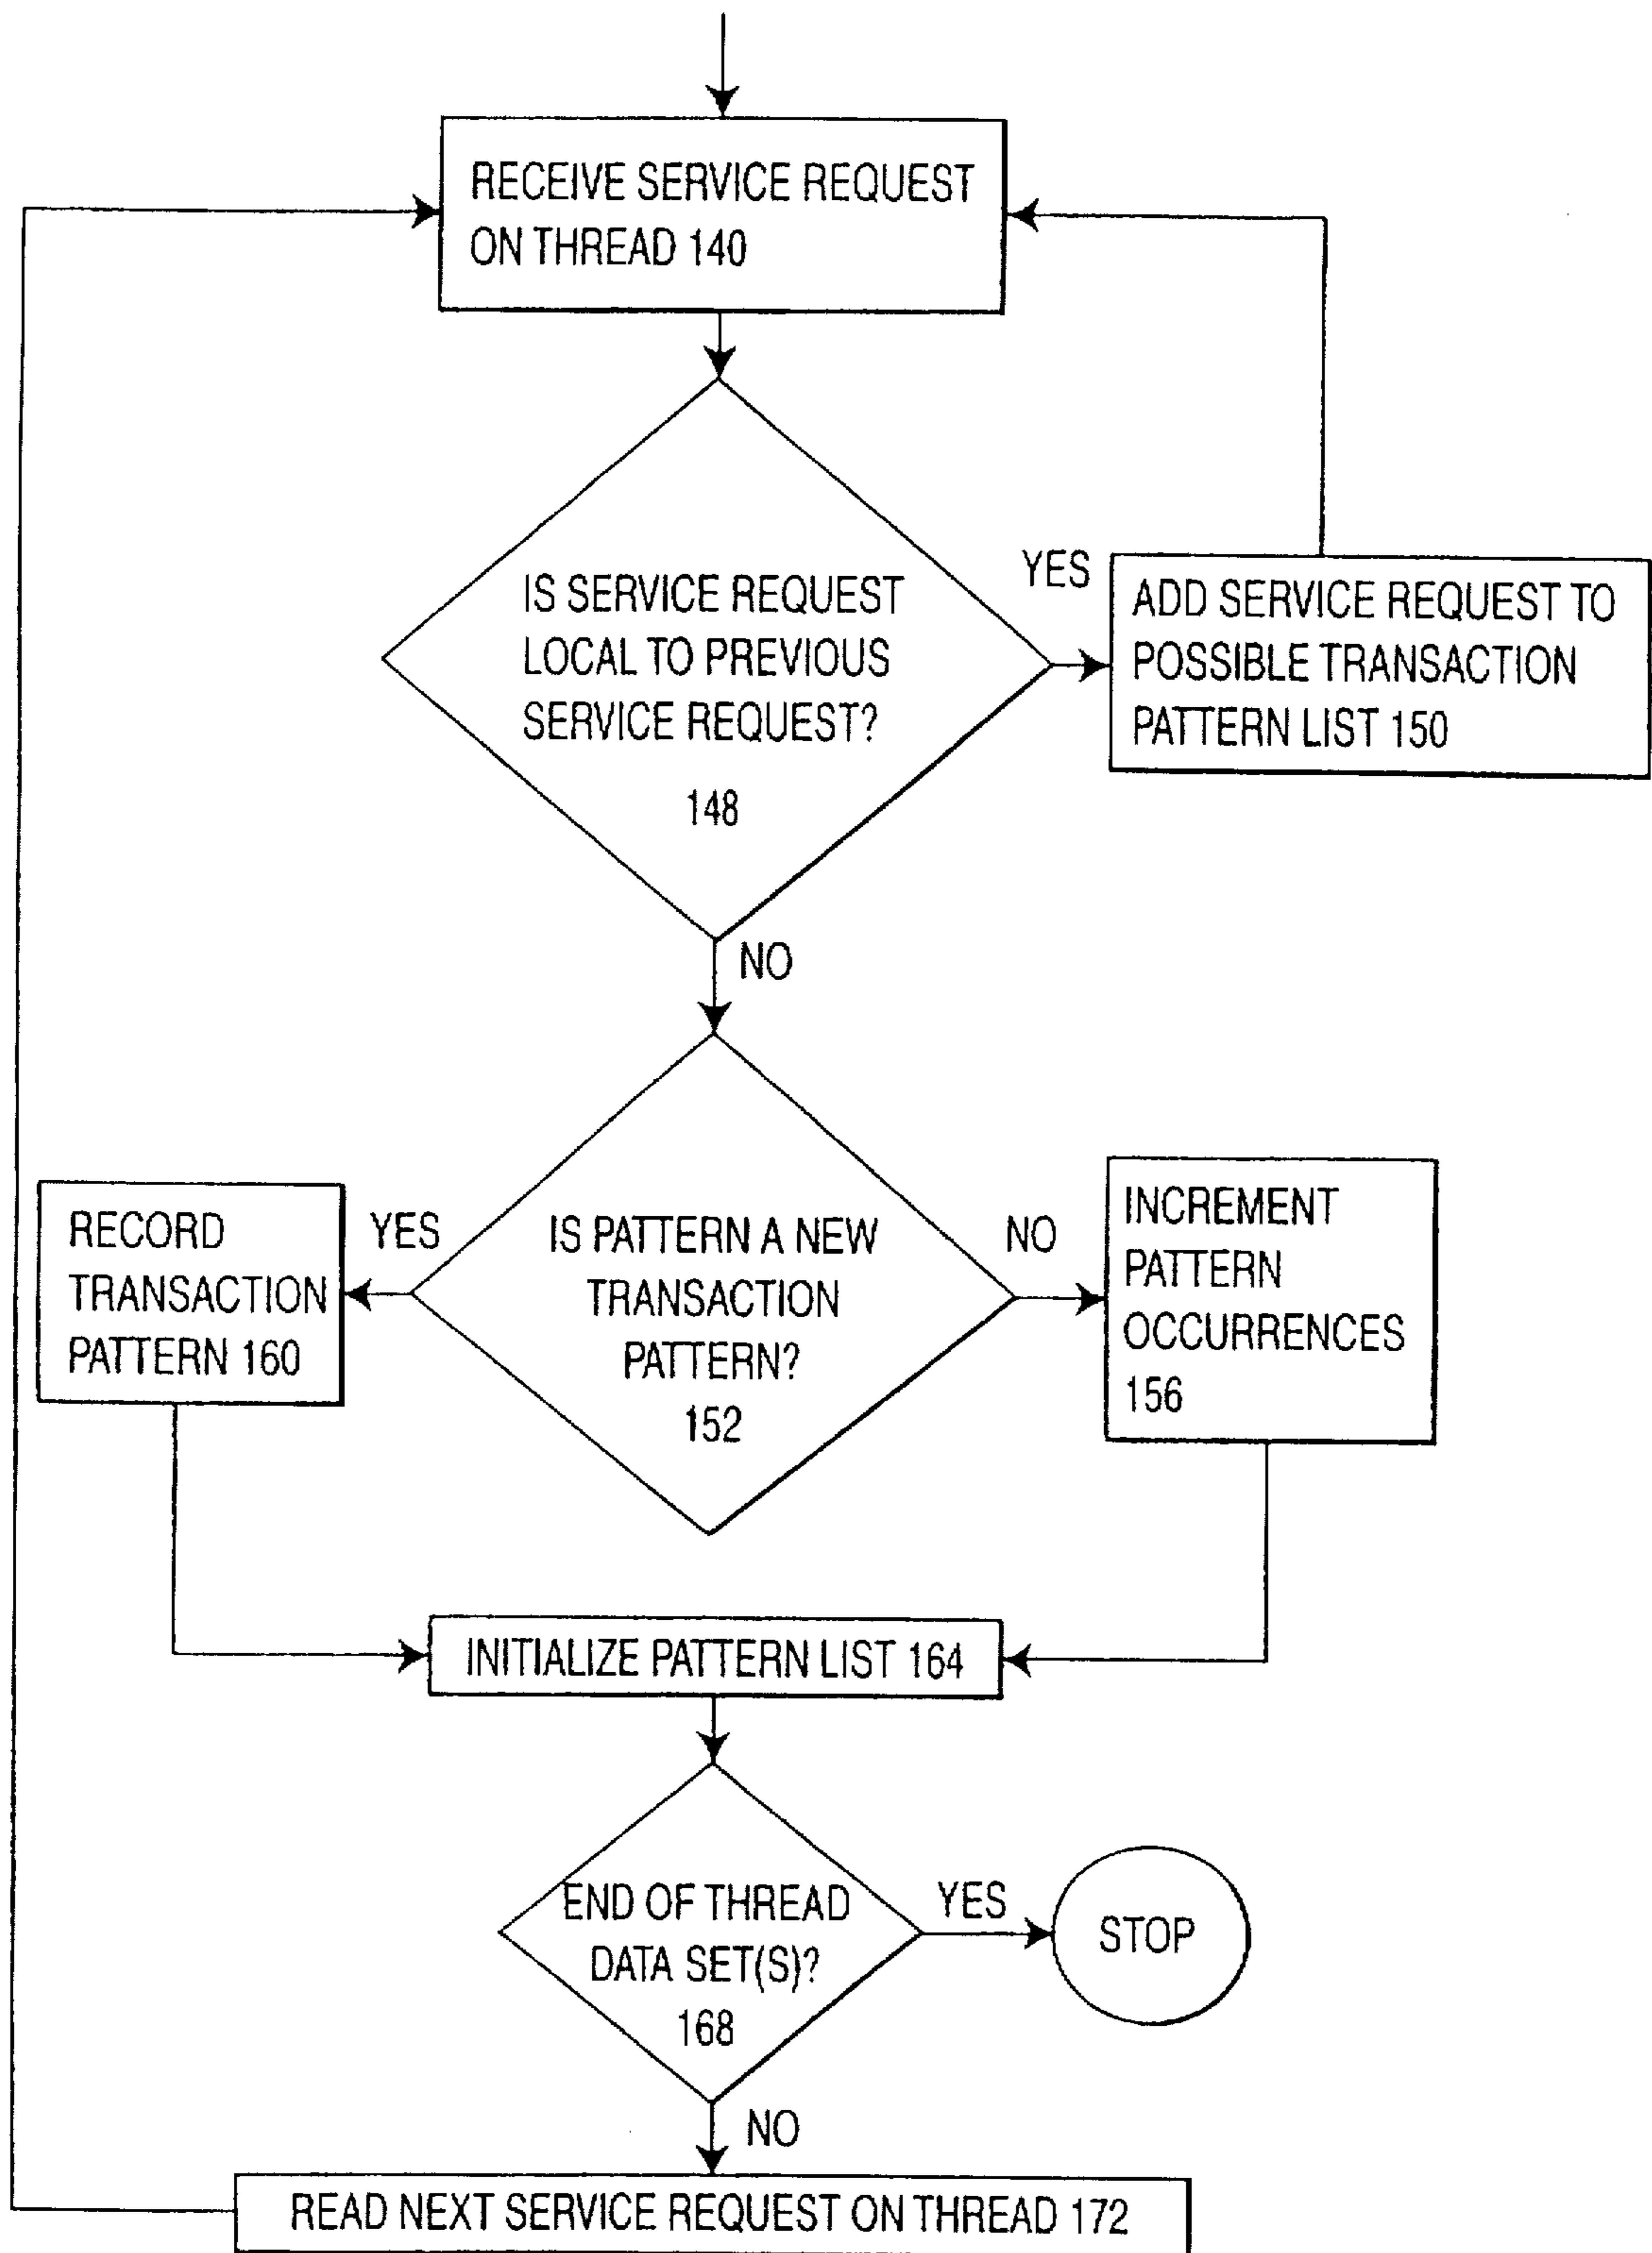 RECEIVE SERVICE REQUEST
ON THREAD 140
IS SERVICE REQUEST
LOCAL TO PREVIOUS
SERVICE REQUEST?
148
YES
ADD SERVICE REQUEST TO
POSSIBLE TRANSACTION
PATTERN LIST 150
NO
IS PATTERN A NEW
TRANSACTION
PATTERN?
152
YES
RECORD
TRANSACTION
PATTERN 160
NO
INCREMENT
PATTERN
OCCURRENCES
156
INITIALIZE PATTERN LIST 164
END OF THREAD
DATA SET(S)?
168
YES
STOP
NO
READ NEXT SERVICE REQUEST ON THREAD 172